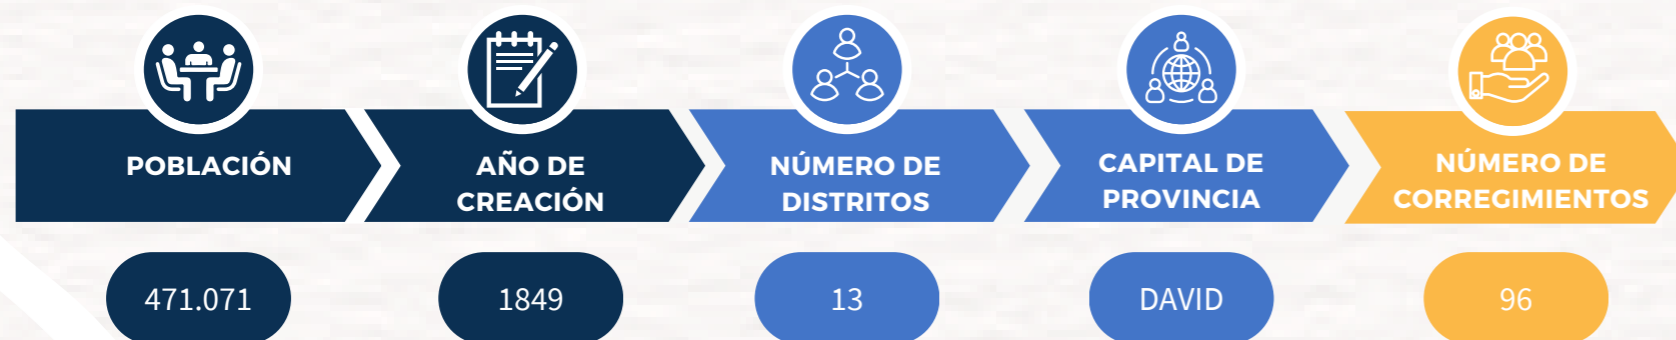 POBLACIÓN
AÑO DE
CREACIÓN
NÚMERO DE
DISTRITOS
CAPITAL DE
PROVINCIA
NÚMERO DE
CORREGIMIENTOS
471.071
1849
13
DAVID
96